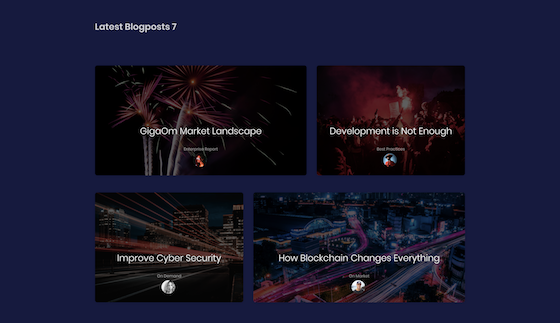 Latest Blogposts 7
GigaOm Market Landscape
Enterprise Report
Development is Not Enough
Best Practices
Improve Cyber Security
On Demand
How Blockchain Changes Everything
On Market